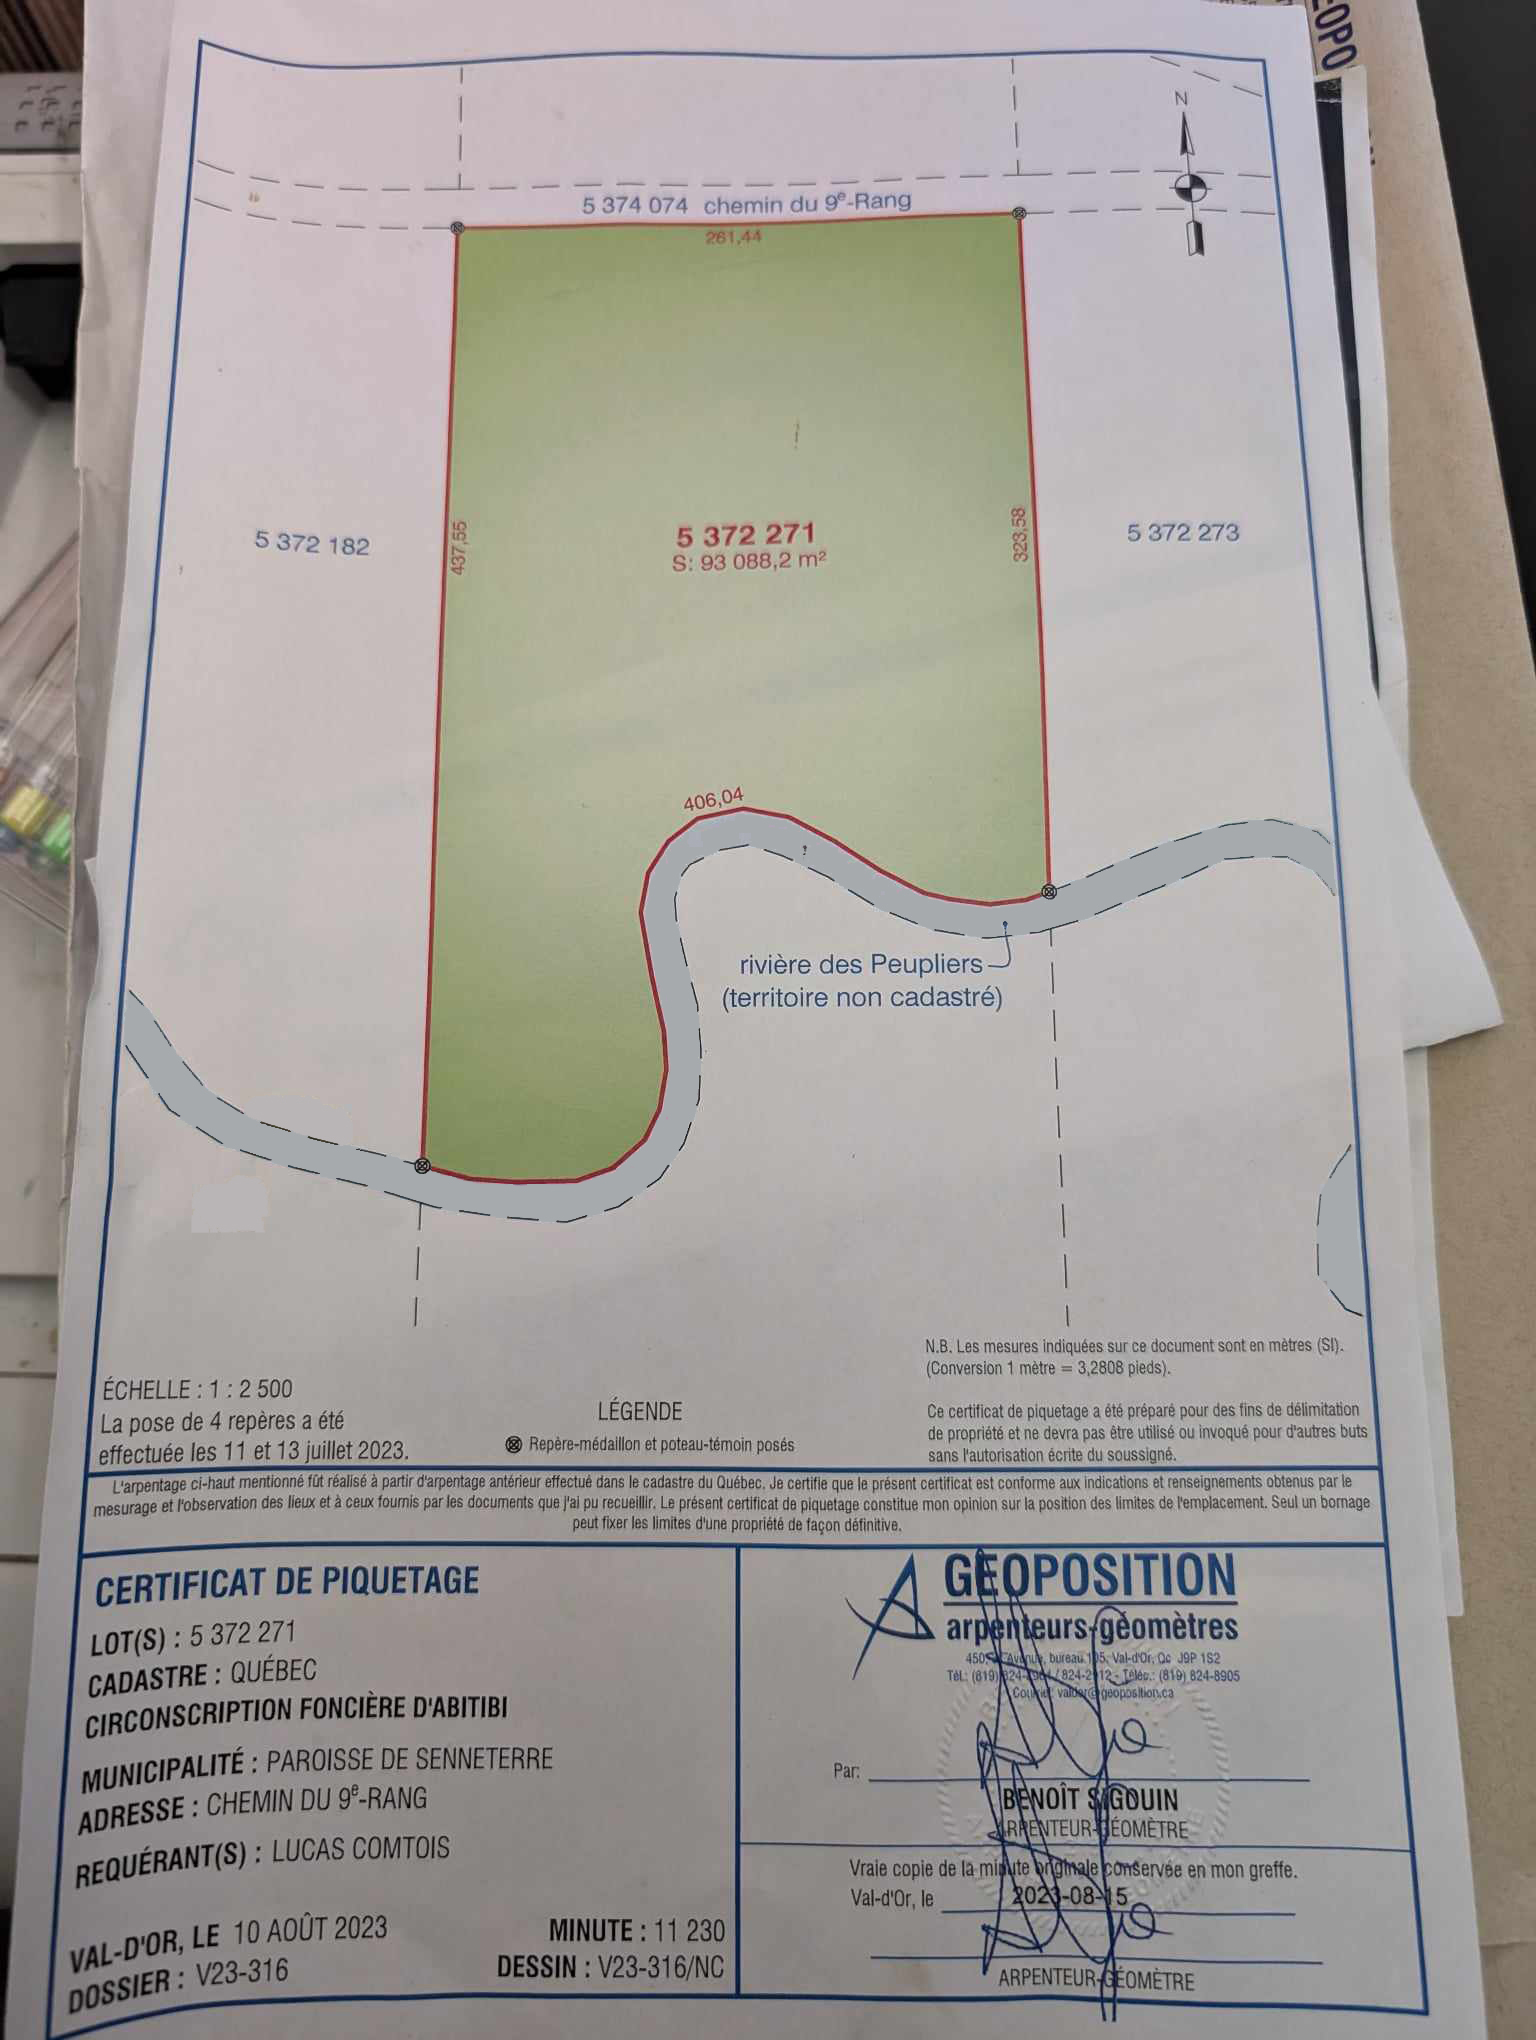 ÉOPO
N
5 374 074 chemin du 9e-Rang
261,44
437,55
323,58
5 372 182
5 372 271
S: 93 088,2 m²
5 372 273
406,04
rivière des Peupliers
(territoire non cadastré)
N.B. Les mesures indiquées sur ce document sont en mètres (SI).
(Conversion 1 mètre = 3,2808 pieds).
ÉCHELLE : 1 : 2 500
La pose de 4 repères a été
effectuée les 11 et 13 juillet 2023.
LÉGENDE
Repère-médaillon et poteau-témoin posés
Ce certificat de piquetage a été préparé pour des fins de délimitation
de propriété et ne devra pas être utilisé ou invoqué pour d'autres buts
sans l'autorisation écrite du soussigné.
L'arpentage ci-haut mentionné fût réalisé à partir d'arpentage antérieur effectué dans le cadastre du Québec. Je certifie que le présent certificat est conforme aux indications et renseignements obtenus par le
mesurage et l'observation des lieux et à ceux fournis par les documents que j'ai pu recueillir. Le présent certificat de piquetage constitue mon opinion sur la position des limites de l'emplacement. Seul un bornage
peut fixer les limites d'une propriété de façon définitive.
CERTIFICAT DE PIQUETAGE
LOT(S) : 5 372 271
CADASTRE : QUÉBEC
CIRCONSCRIPTION FONCIÈRE D'ABITIBI
MUNICIPALITÉ : PAROISSE DE SENNETERRE
ADRESSE : CHEMIN DU 9e-RANG
REQUÉRANT(S) : LUCAS COMTOIS
VAL-D'OR, LE 10 AOÛT 2023
MINUTE : 11 230
DOSSIER : V23-316
DESSIN : V23-316/NC
GÉOPOSITION
arpenteurs-géomètres
Avenue, bureau 105, Val-d'Or, Qc J9P 1S2
Tél.: (819) / 824-2912 - Téléc.: (819) 824-8905
Courriel: valdor@geoposition.ca
Par:
BENOÎT SIGOUIN
ARPENTEUR-GÉOMÈTRE
Vraie copie de la minute originale conservée en mon greffe.
Val-d'Or, le 2023-08-15
ARPENTEUR-GÉOMÈTRE